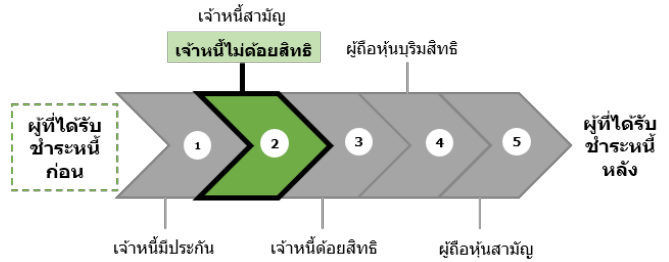 เจ้าหนี้สามัญ
เจ้าหนี้ไม่ด้อยสิทธิ
ผู้ถือหุ้นบุริมสิทธิ
ผู้ที่ได้รับ
ชำระหนี้
ก่อน
1
2
3
4
5
ผู้ที่ได้รับ
ชำระหนี้
หลัง
เจ้าหนี้มีประกัน
เจ้าหนี้ด้อยสิทธิ
ผู้ถือหุ้นสามัญ